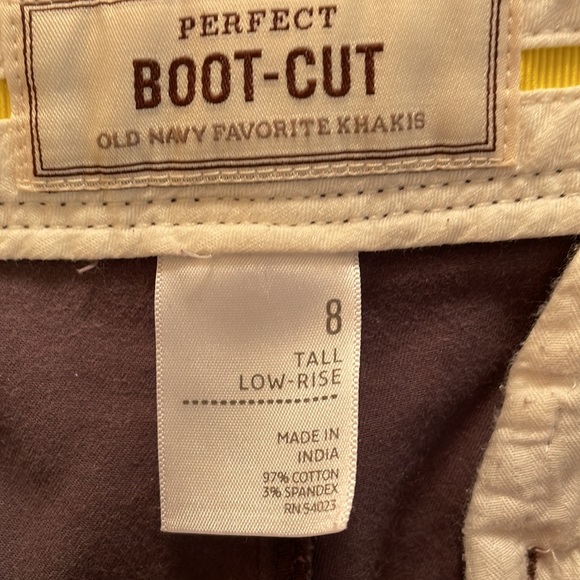 PERFECT
BOOT-CUT
OLD NAVY FAVORITE KHAKIS
8
TALL
LOW-RISE
MADE IN
INDIA
97% COTTON
3% SPANDEX
RN 54023